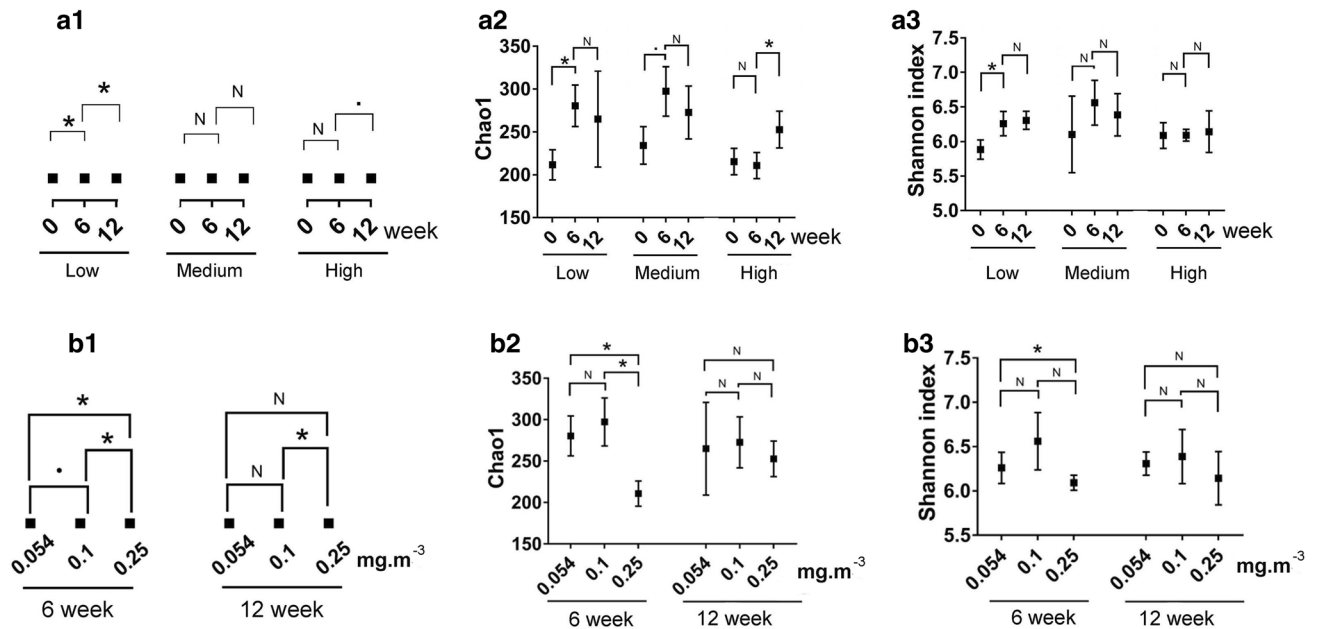 a1
*
*
N
N
N
.
0 6 12
0 6 12
0 6 12 week
Low Medium High
a2
Chao1
350
300
250
200
150
*
N
.
N
N
*
0 6 12
0 6 12
0 6 12 week
Low Medium High
a3
Shannon index
7.5
7.0
6.5
6.0
5.5
5.0
*
N
N
N
N
N
0 6 12
0 6 12
0 6 12 week
Low Medium High
b1
*
*
.
N
*
N
0.054 0.1 0.25
0.054 0.1 0.25 mg.m-3
6 week 12 week
b2
Chao1
350
300
250
200
150
*
*
N
N
N
N
0.054 0.1 0.25
0.054 0.1 0.25 mg.m-3
6 week 12 week
b3
Shannon index
7.5
7.0
6.5
6.0
5.5
*
N
N
N
N
N
0.054 0.1 0.25
0.054 0.1 0.25 mg.m-3
6 week 12 week